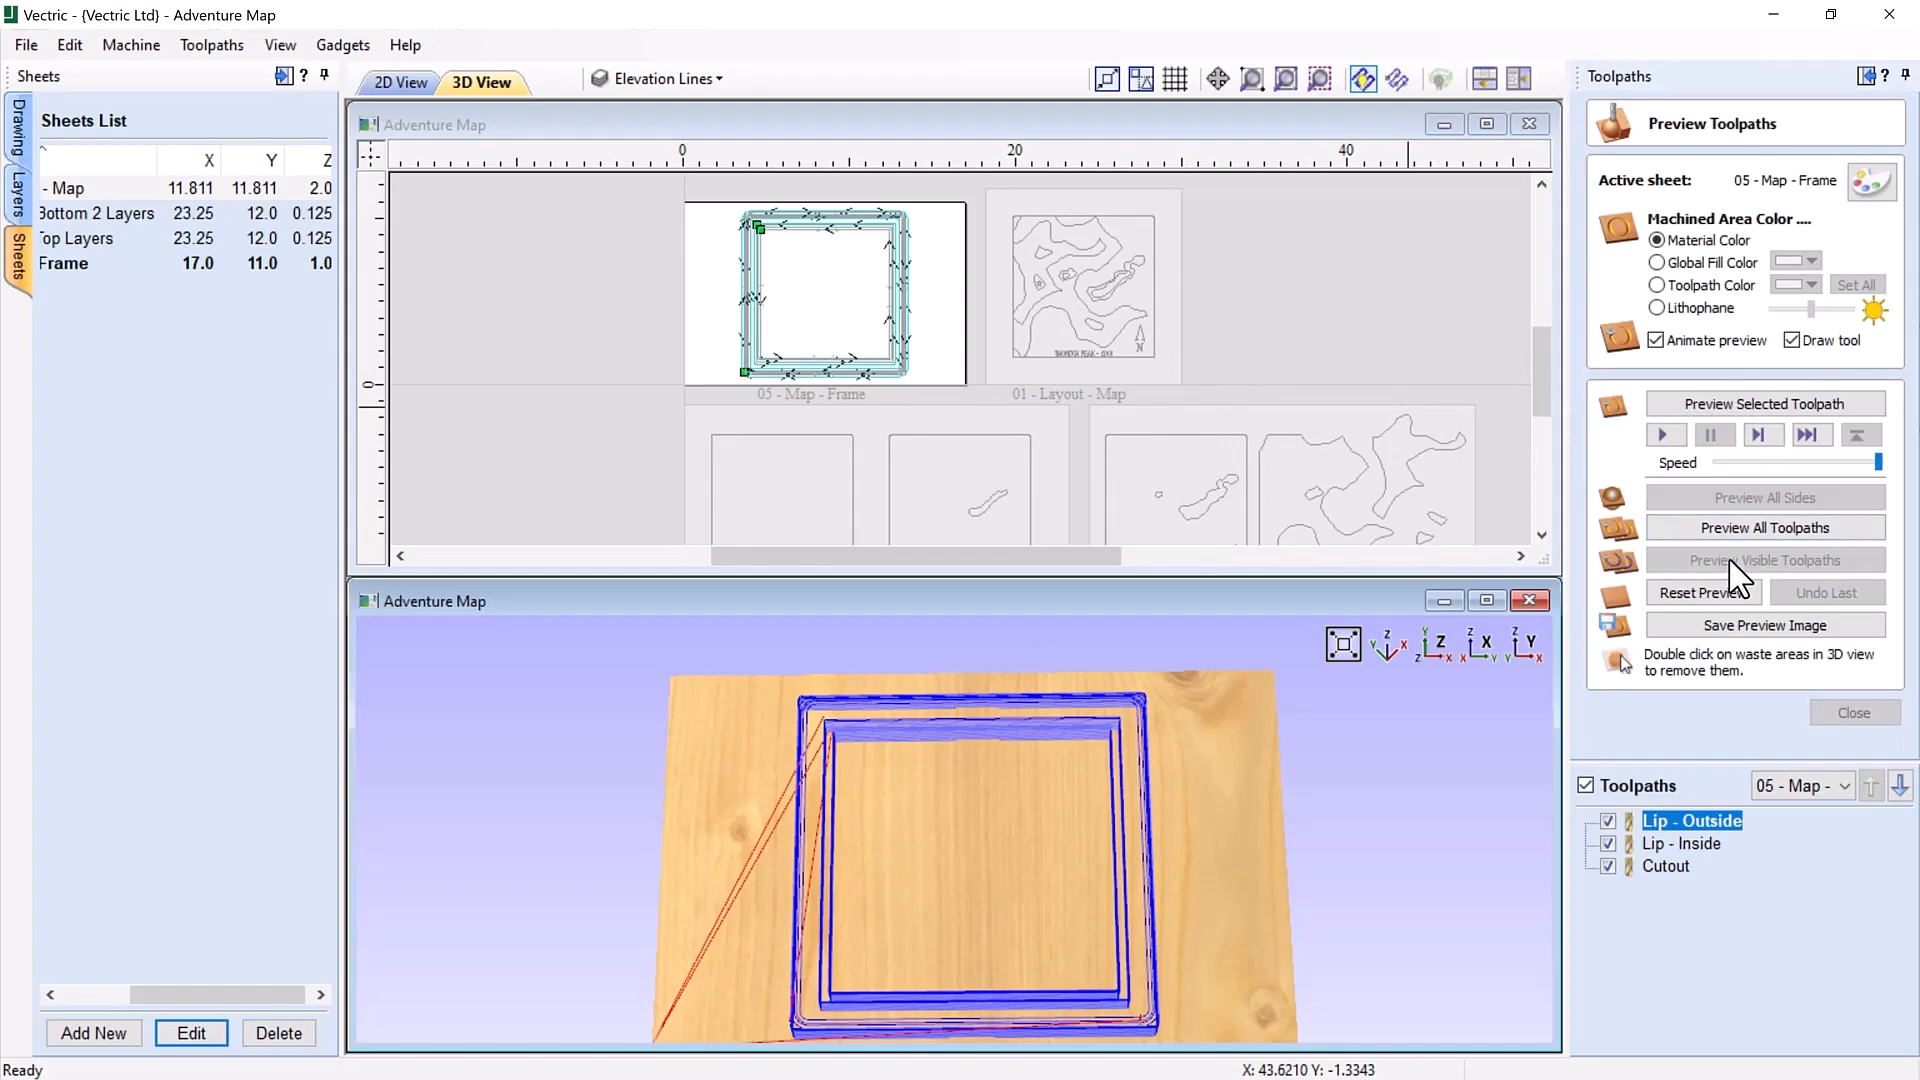 Vectric - {Vectric Ltd} - Adventure Map
File Edit Machine Toolpaths View Gadgets Help
Sheets ?
Drawing
Layers
Sheets
Sheets List
X Y Z
- Map 11.811 11.811 2.0
Bottom 2 Layers 23.25 12.0 0.125
Top Layers 23.25 12.0 0.125
Frame 17.0 11.0 1.0
Add New Edit Delete
Ready
2D View 3D View Elevation Lines
Adventure Map
0 20 40
0
N
05 - Map - Frame 01 - Layout - Map
Adventure Map
Z Y X
Y Z Z X
Z X X Y
Z Y Y X
Toolpaths ?
Preview Toolpaths
Active sheet: 05 - Map - Frame
Machined Area Color ....
Material Color
Global Fill Color
Toolpath Color Set All
Lithophane
Animate preview Draw tool
Preview Selected Toolpath
Speed
Preview All Sides
Preview All Toolpaths
Preview Visible Toolpaths
Reset Preview Undo Last
Save Preview Image
Double click on waste areas in 3D view
to remove them.
Close
Toolpaths 05 - Map -
Lip - Outside
Lip - Inside
Cutout
X: 43.6210 Y: -1.3343